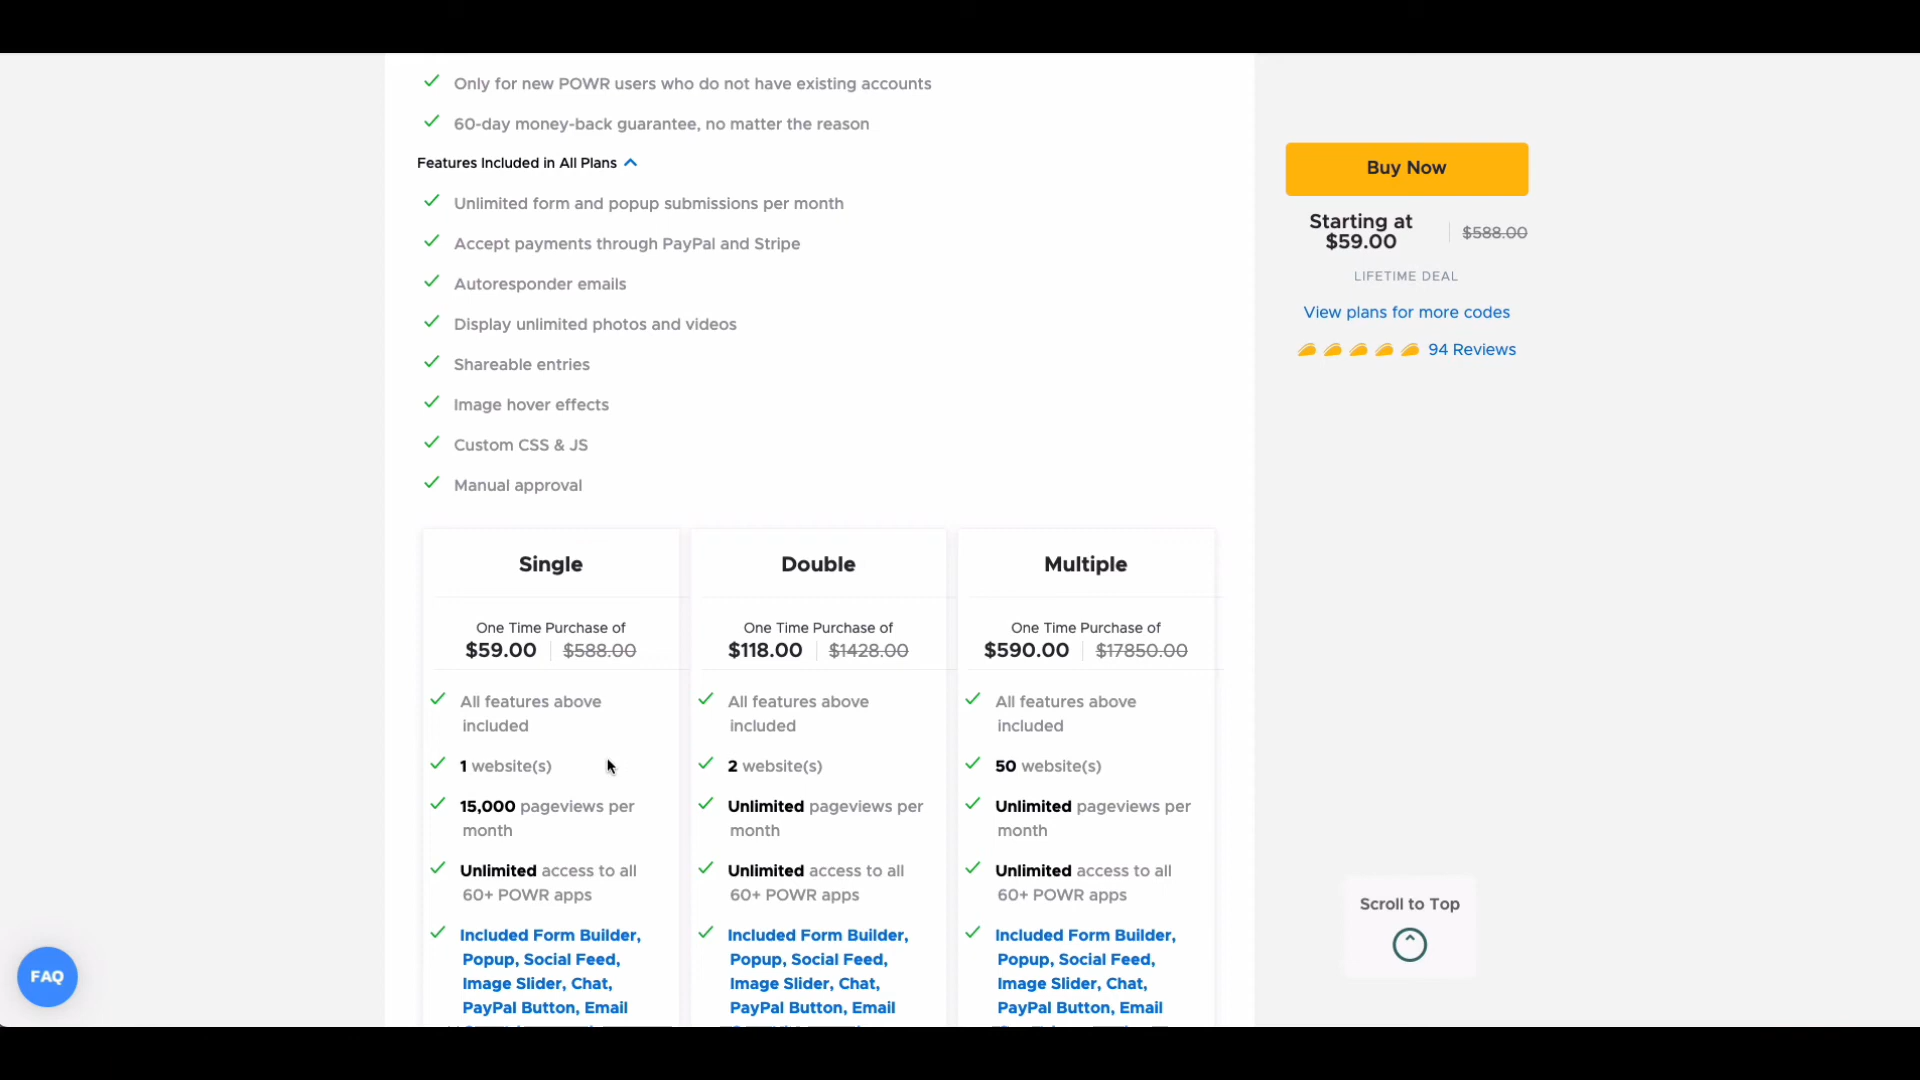 Only for new POWR users who do not have existing accounts
60-day money-back guarantee, no matter the reason
Features Included in All Plans
Unlimited form and popup submissions per month
Accept payments through PayPal and Stripe
Autoresponder emails
Display unlimited photos and videos
Shareable entries
Image hover effects
Custom CSS & JS
Manual approval
Single
One Time Purchase of
$59.00 $588.00
All features above
included
1 website(s)
15,000 pageviews per
month
Unlimited access to all
60+ POWR apps
Included Form Builder,
Popup, Social Feed,
Image Slider, Chat,
PayPal Button, Email
Double
One Time Purchase of
$118.00 $1428.00
All features above
included
2 website(s)
Unlimited pageviews per
month
Unlimited access to all
60+ POWR apps
Included Form Builder,
Popup, Social Feed,
Image Slider, Chat,
PayPal Button, Email
Multiple
One Time Purchase of
$590.00 $17850.00
All features above
included
50 website(s)
Unlimited pageviews per
month
Unlimited access to all
60+ POWR apps
Included Form Builder,
Popup, Social Feed,
Image Slider, Chat,
PayPal Button, Email
Buy Now
Starting at
$59.00
$588.00
LIFETIME DEAL
View plans for more codes
94 Reviews
Scroll to Top
FAQ